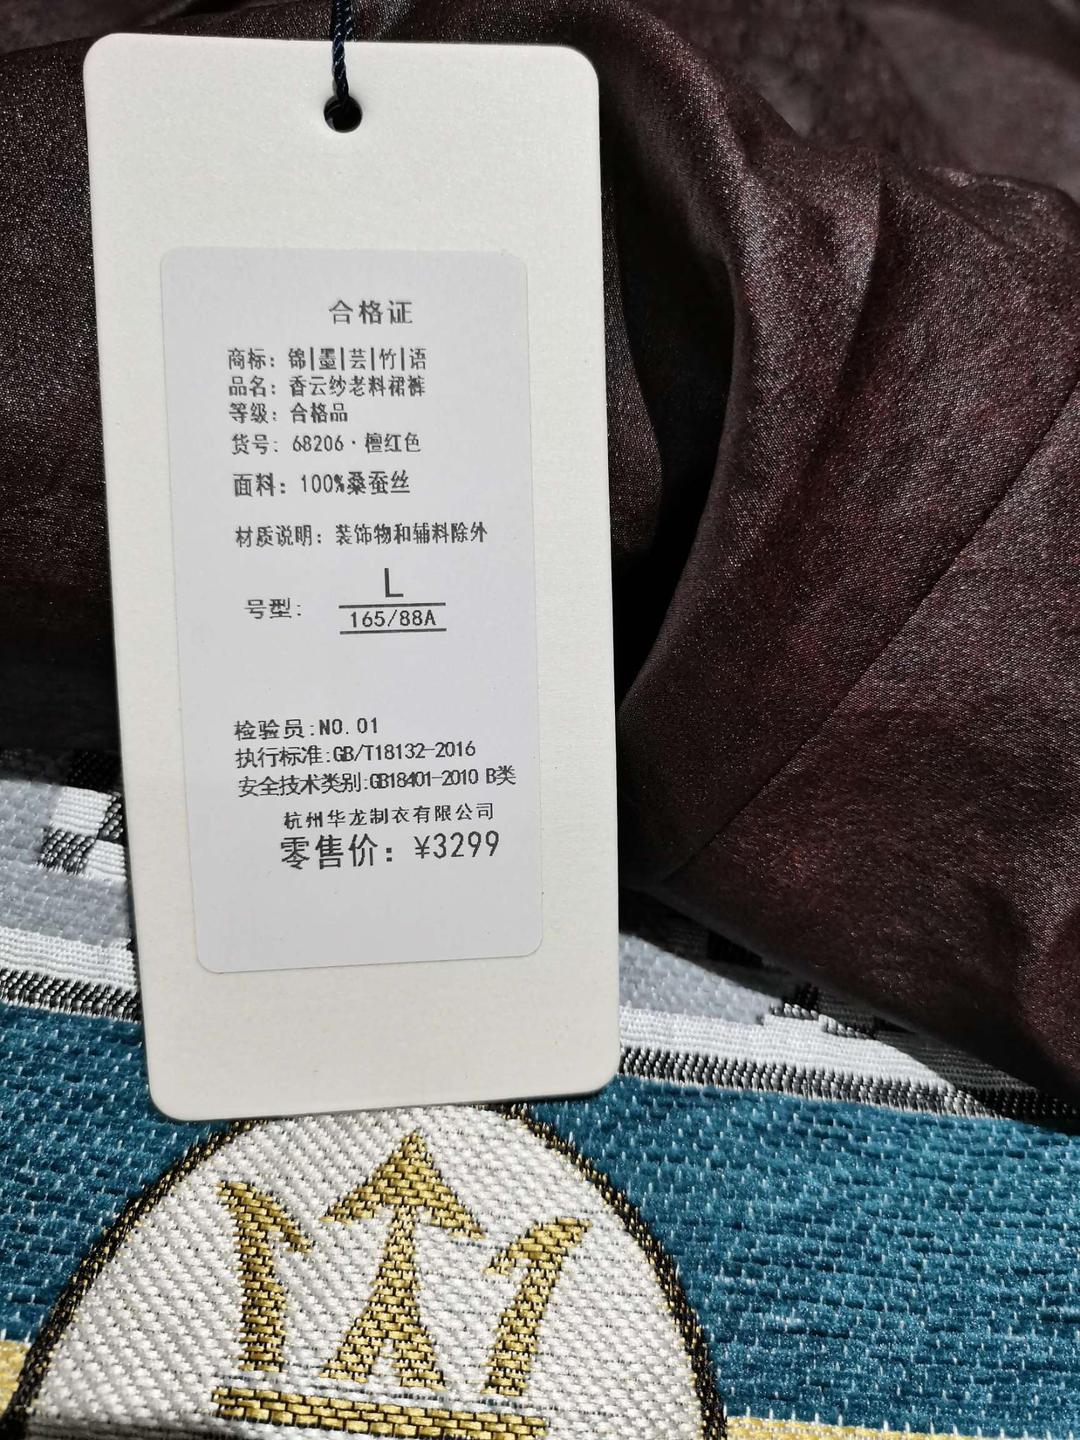 合格证
商标：锦|墨|芸|竹|语
品名：香云纱老料裙裤
等级：合格品
货号：68206·檀红色
面料：100%桑蚕丝
材质说明：装饰物和辅料除外
L
号型：
165/88A
检验员:NO.01
执行标准:GB/T18132-2016
安全技术类别:GB18401-2010 B类
杭州华龙制衣有限公司
零售价：¥3299